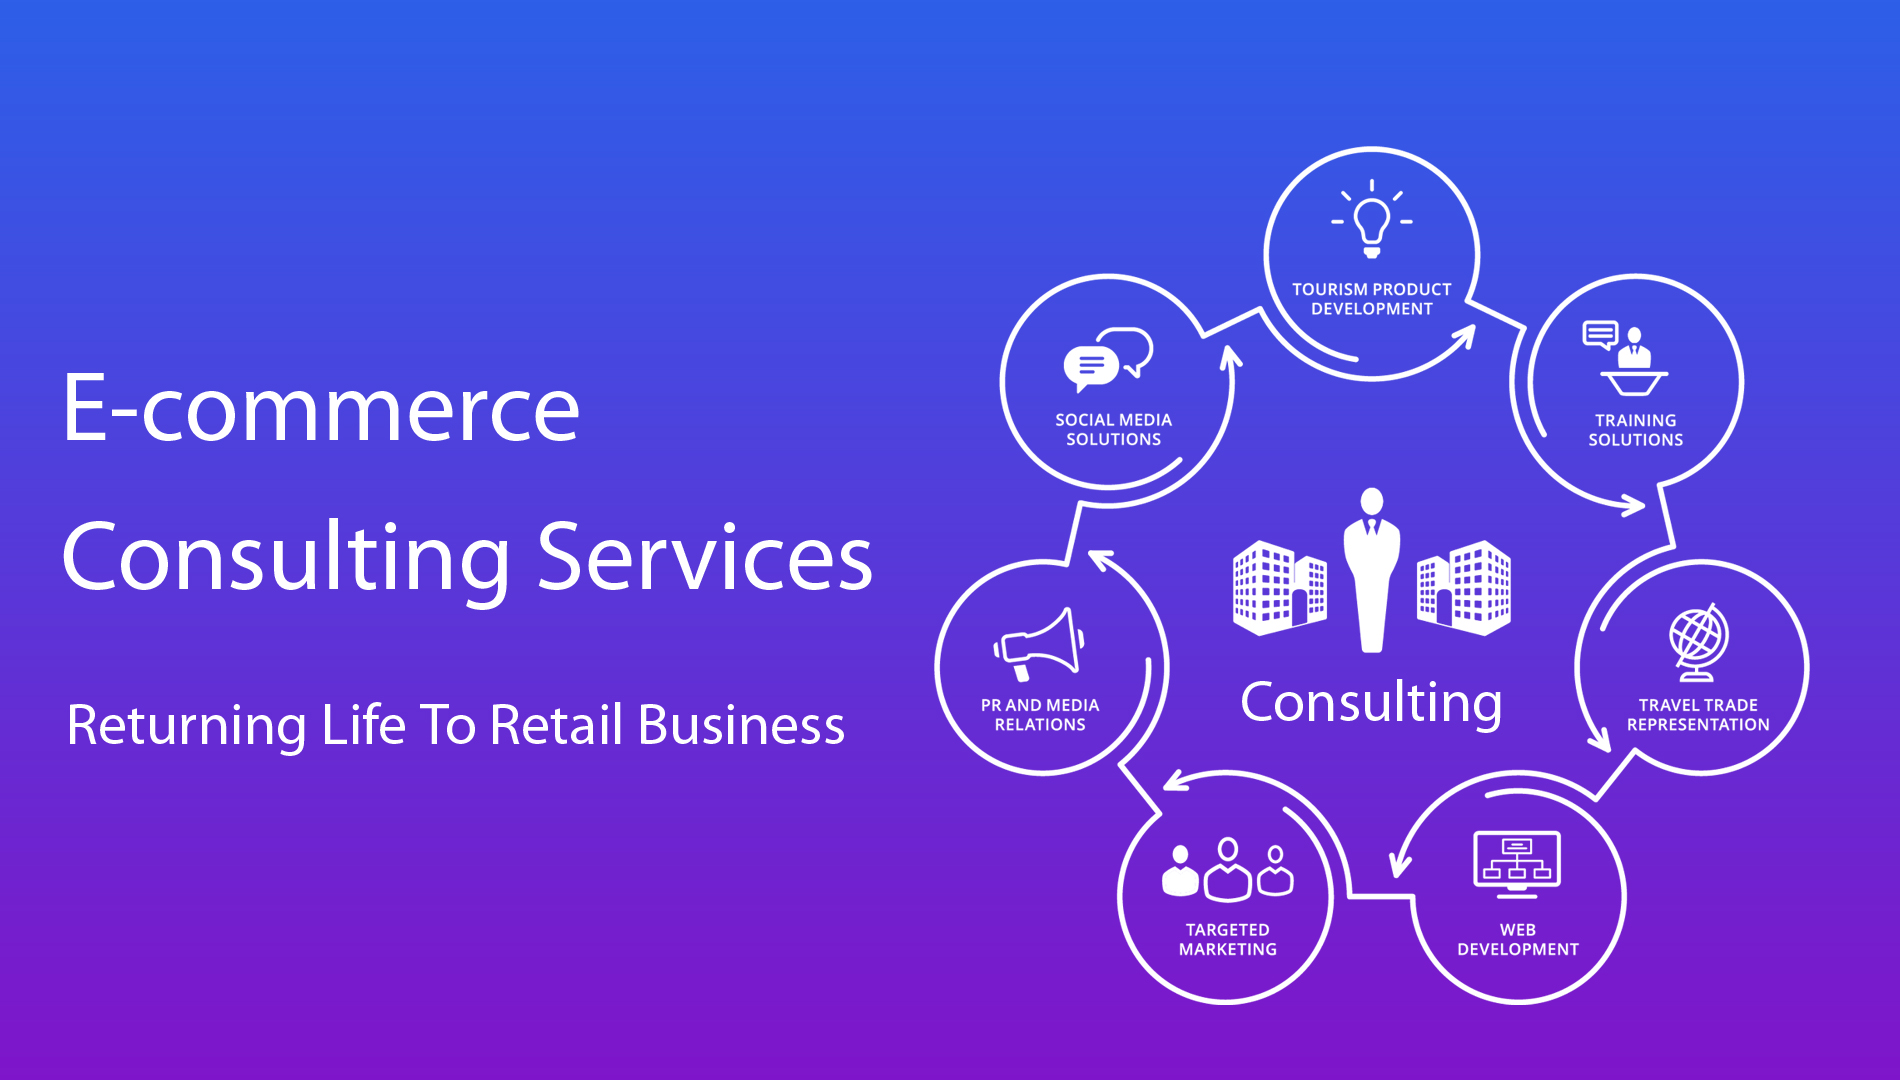 E-commerce
Consulting Services
Returning Life To Retail Business
TOURISM PRODUCT
DEVELOPMENT
TRAINING
SOLUTIONS
TRAVEL TRADE
REPRESENTATION
WEB
DEVELOPMENT
TARGETED
MARKETING
PR AND MEDIA
RELATIONS
SOCIAL MEDIA
SOLUTIONS
Consulting